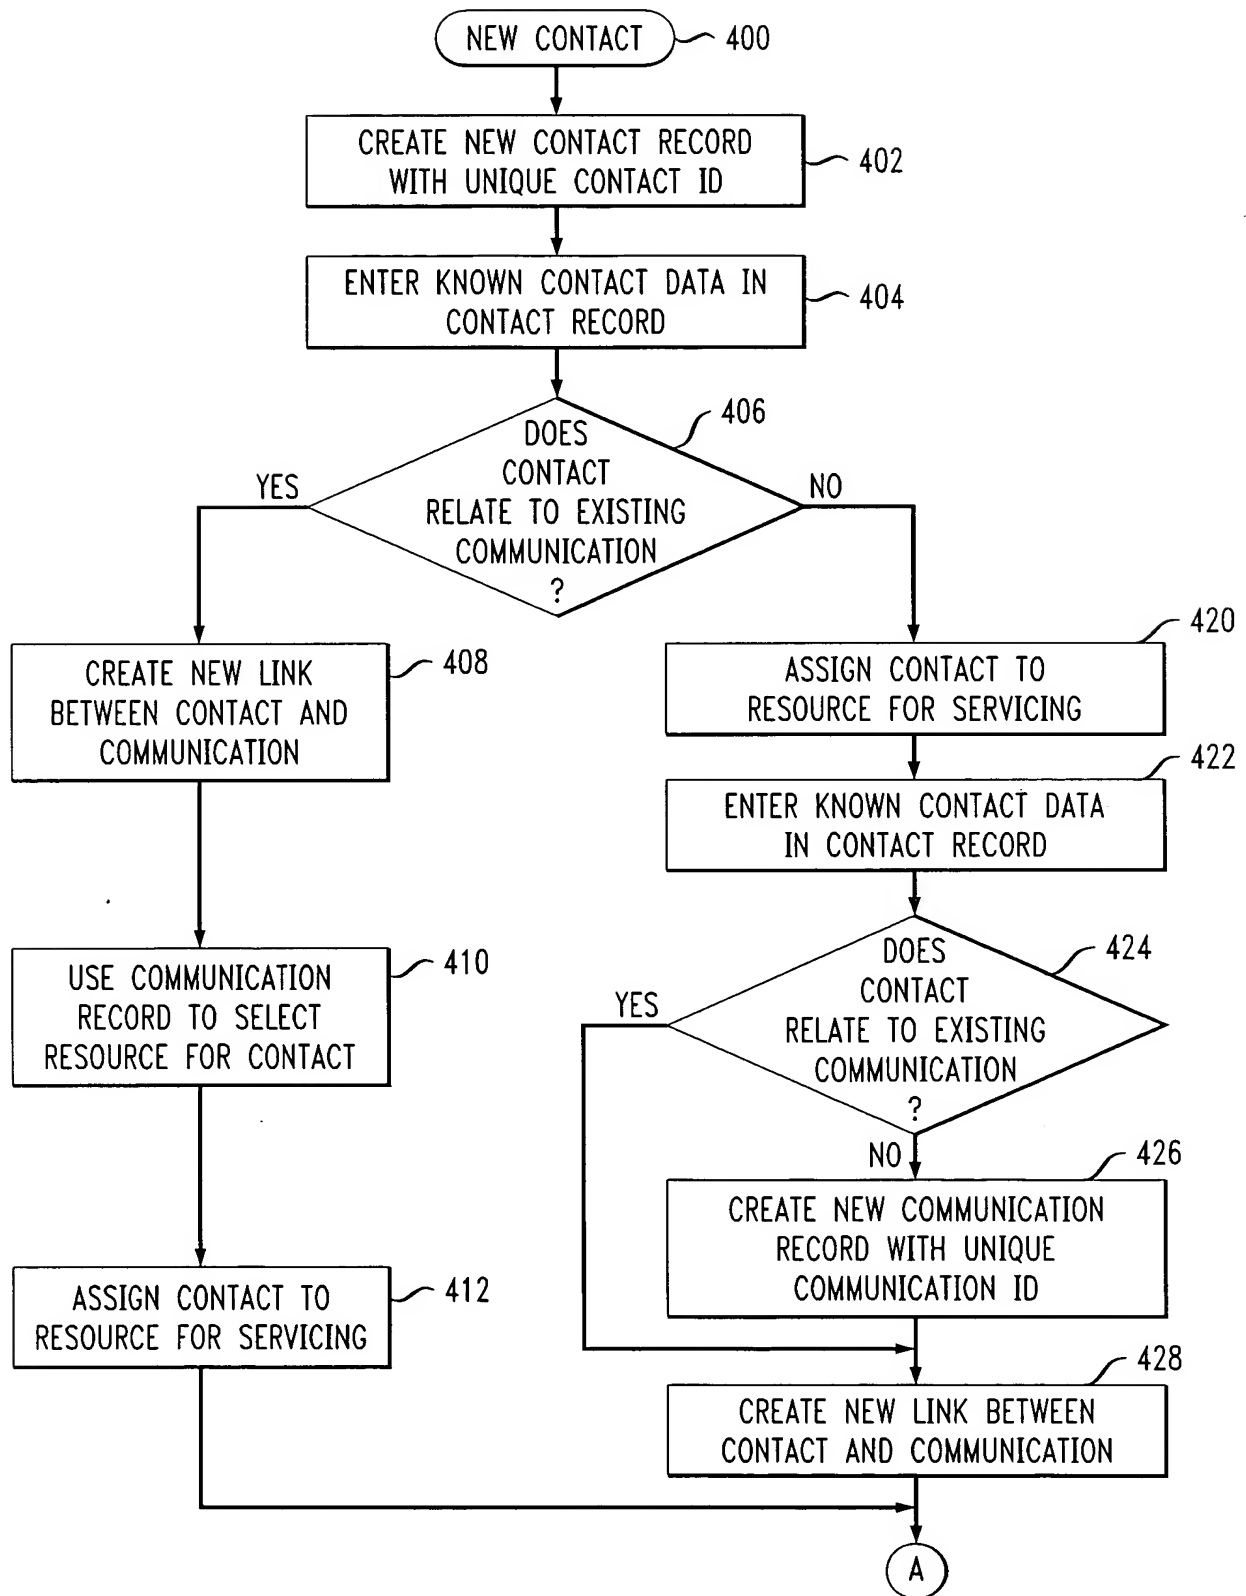 NEW CONTACT
400
CREATE NEW CONTACT RECORD
WITH UNIQUE CONTACT ID
402
ENTER KNOWN CONTACT DATA IN
CONTACT RECORD
404
406
DOES
CONTACT
RELATE TO EXISTING
COMMUNICATION
?
YES
NO
408
CREATE NEW LINK
BETWEEN CONTACT AND
COMMUNICATION
410
USE COMMUNICATION
RECORD TO SELECT
RESOURCE FOR CONTACT
412
ASSIGN CONTACT TO
RESOURCE FOR SERVICING
420
ASSIGN CONTACT TO
RESOURCE FOR SERVICING
422
ENTER KNOWN CONTACT DATA
IN CONTACT RECORD
424
DOES
CONTACT
RELATE TO EXISTING
COMMUNICATION
?
YES
NO
426
CREATE NEW COMMUNICATION
RECORD WITH UNIQUE
COMMUNICATION ID
428
CREATE NEW LINK BETWEEN
CONTACT AND COMMUNICATION
A